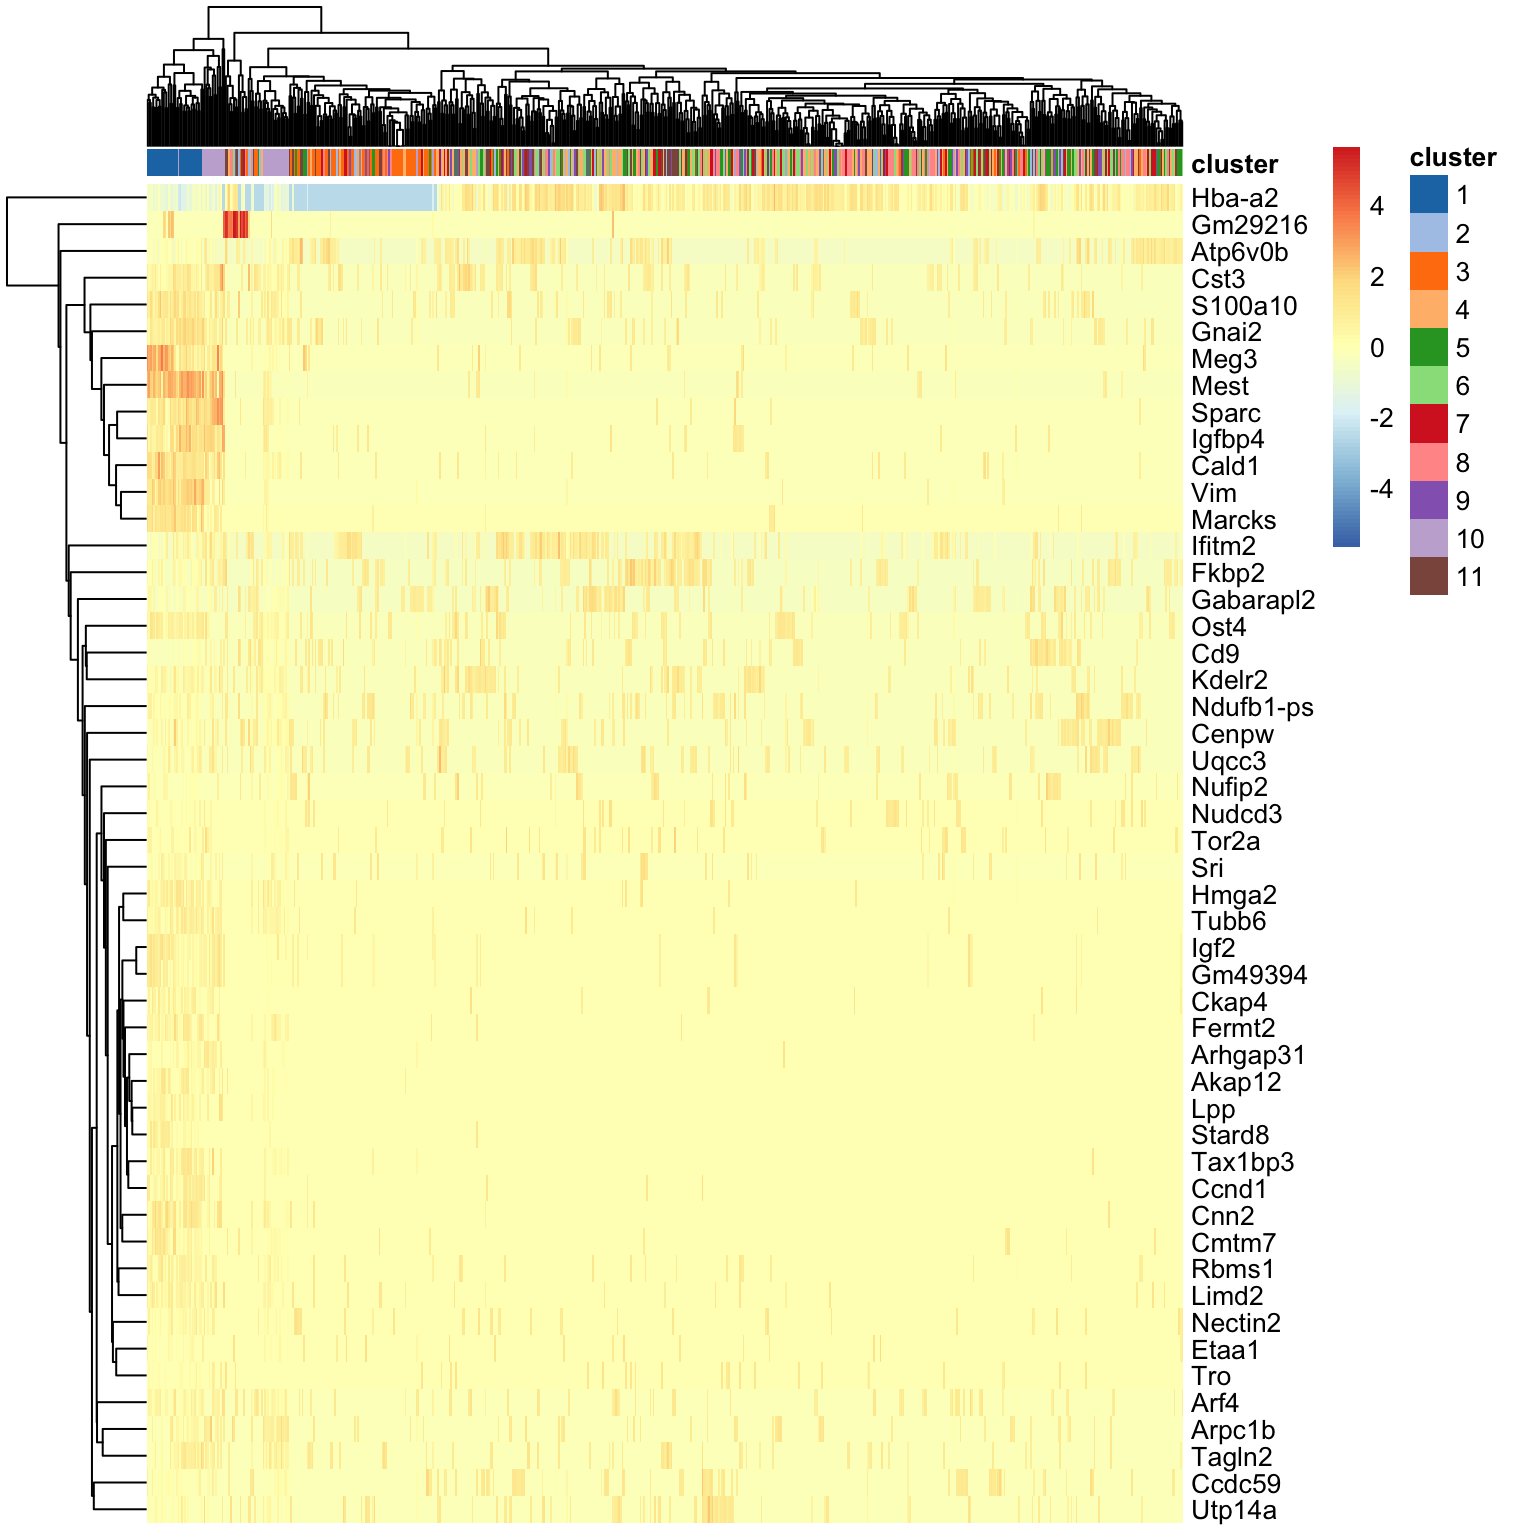 cluster
Hba-a2
Gm29216
Atp6v0b
Cst3
S100a10
Gnai2
Meg3
Mest
Sparc
Igfbp4
Cald1
Vim
Marcks
Ifitm2
Fkbp2
Gabarapl2
Ost4
Cd9
Kdelr2
Ndufb1-ps
Cenpw
Uqcc3
Nufip2
Nudcd3
Tor2a
Sri
Hmga2
Tubb6
Igf2
Gm49394
Ckap4
Fermt2
Arhgap31
Akap12
Lpp
Stard8
Tax1bp3
Ccnd1
Cnn2
Cmtm7
Rbms1
Limd2
Nectin2
Etaa1
Tro
Arf4
Arpc1b
Tagln2
Ccdc59
Utp14a
4
2
0
-2
-4
cluster
1
2
3
4
5
6
7
8
9
10
11